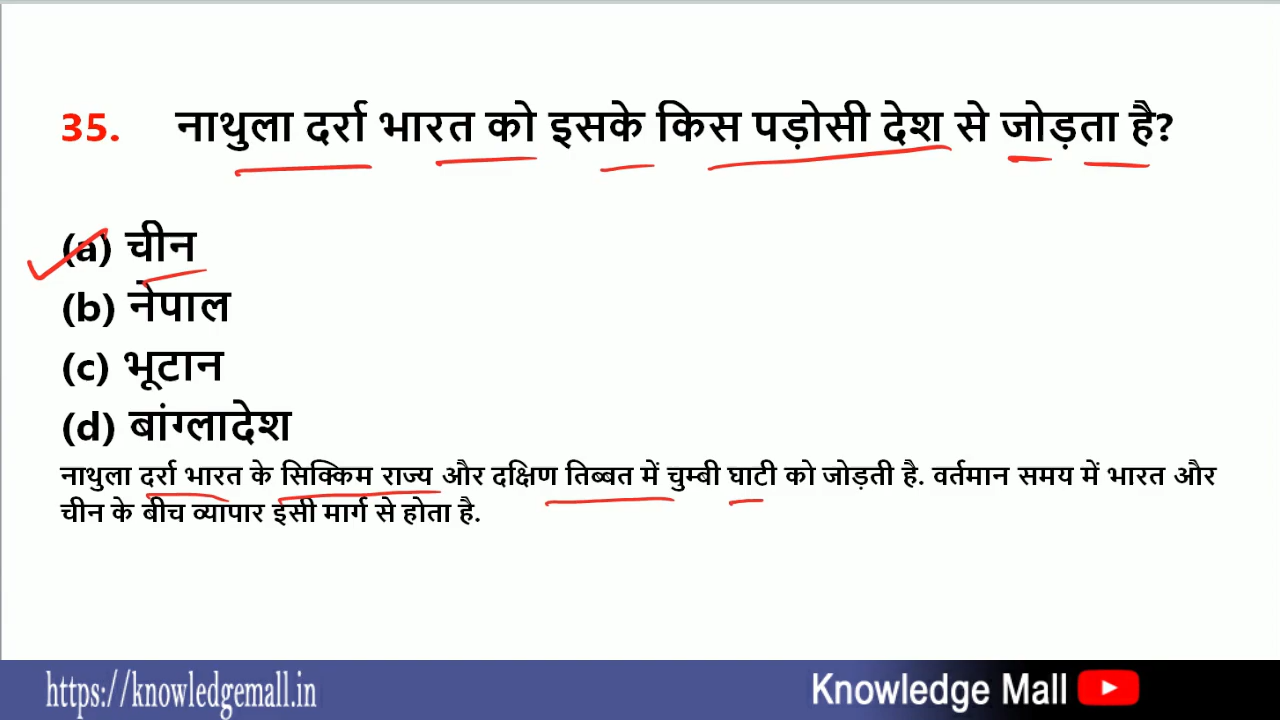 35. नाथुला दर्रा भारत को इसके किस पड़ोसी देश से जोड़ता है?
(a) चीन
(b) नेपाल
(c) भूटान
(d) बांग्लादेश
नाथुला दर्रा भारत के सिक्किम राज्य और दक्षिण तिब्बत में चुम्बी घाटी को जोड़ती है. वर्तमान समय में भारत और
चीन के बीच व्यापार इसी मार्ग से होता है.
https://knowledgemall.in
Knowledge Mall